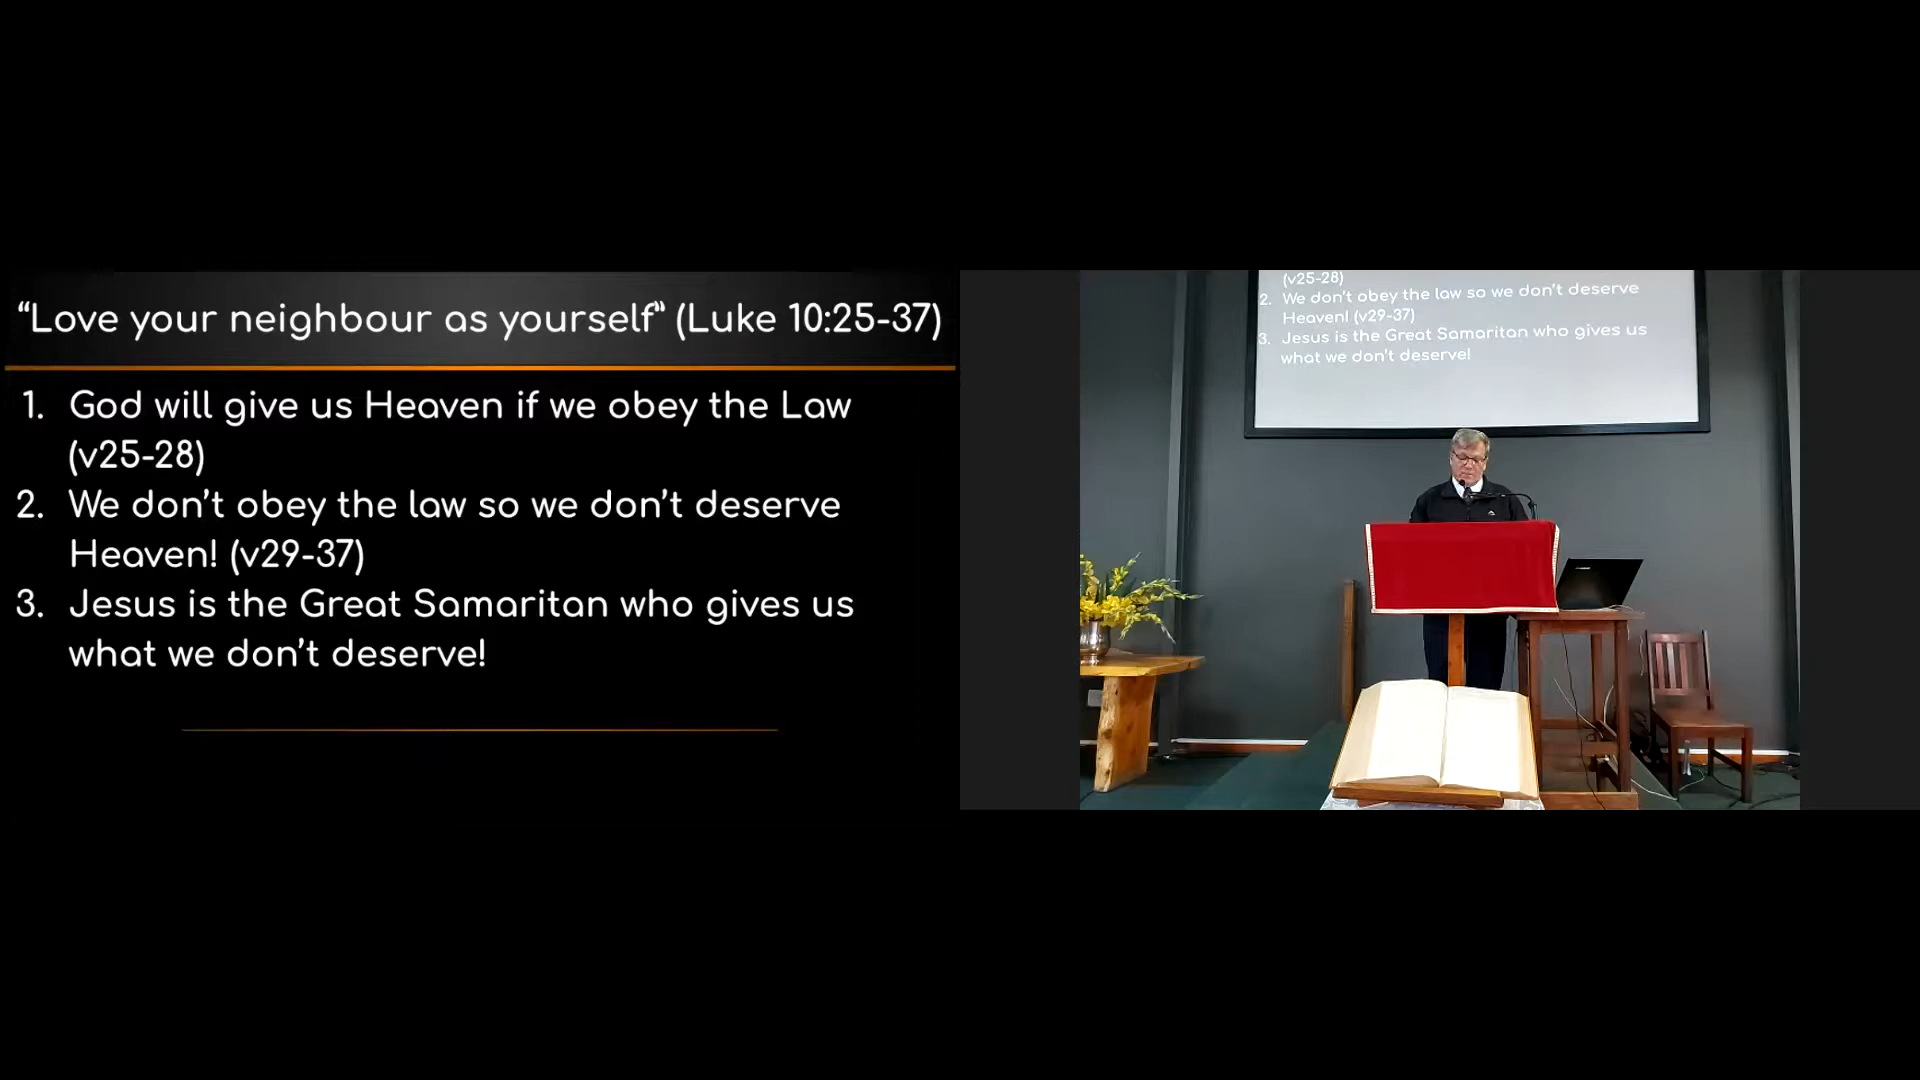 “Love your neighbour as yourself” (Luke 10:25-37)
1. God will give us Heaven if we obey the Law
(v25-28)
2. We don’t obey the law so we don’t deserve
Heaven! (v29-37)
3. Jesus is the Great Samaritan who gives us
what we don’t deserve!
(v25-28)
2. We don’t obey the law so we don’t deserve
Heaven! (v29-37)
3. Jesus is the Great Samaritan who gives us
what we don’t deserve!